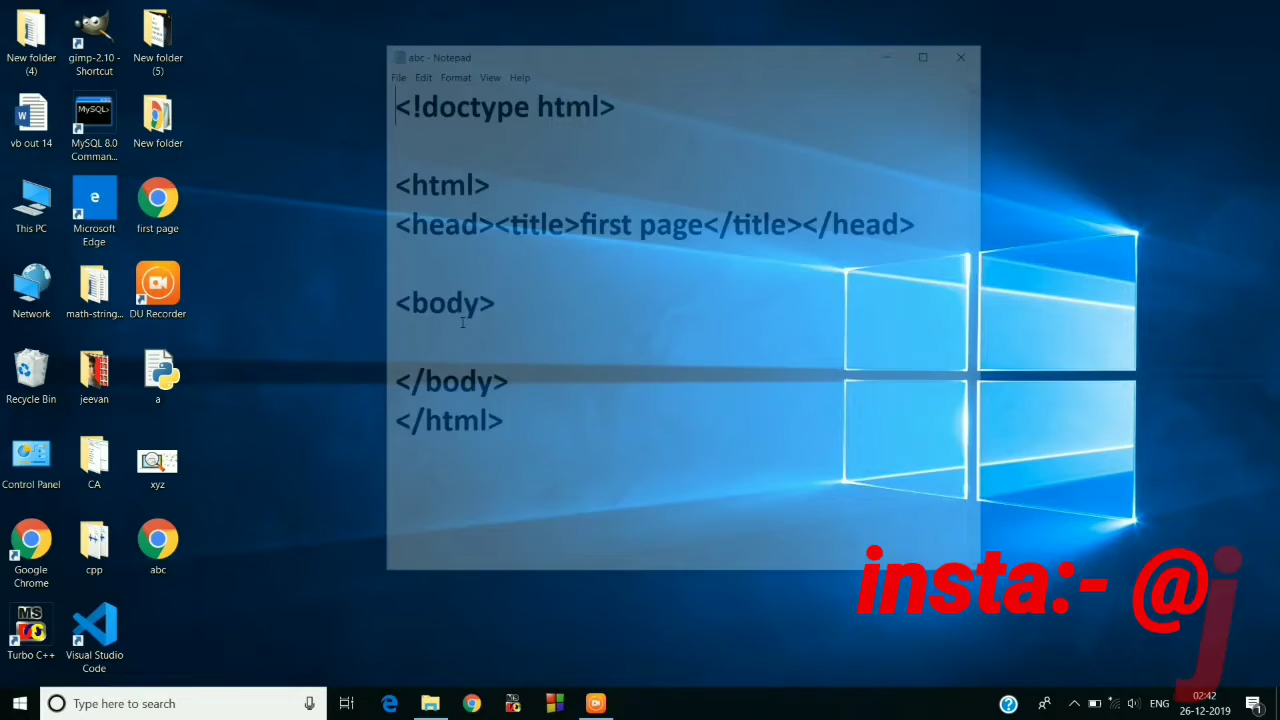 New folder (4)
gimp-2.10 - Shortcut
New folder (5)
vb out 14
MySQL>
MySQL 8.0 Comman...
New folder
This PC
Microsoft Edge
first page
Network
math-string...
DU Recorder
Recycle Bin
jeevan
a
Control Panel
CA
xyz
Google Chrome
cpp
abc
MS
Turbo C++
Visual Studio Code
abc - Notepad
File Edit Format View Help
<!doctype html>
<html>
<head><title>first page</title></head>
<body>
</body>
</html>
insta:- @j
Type here to search
ENG
02:42
26-12-2019